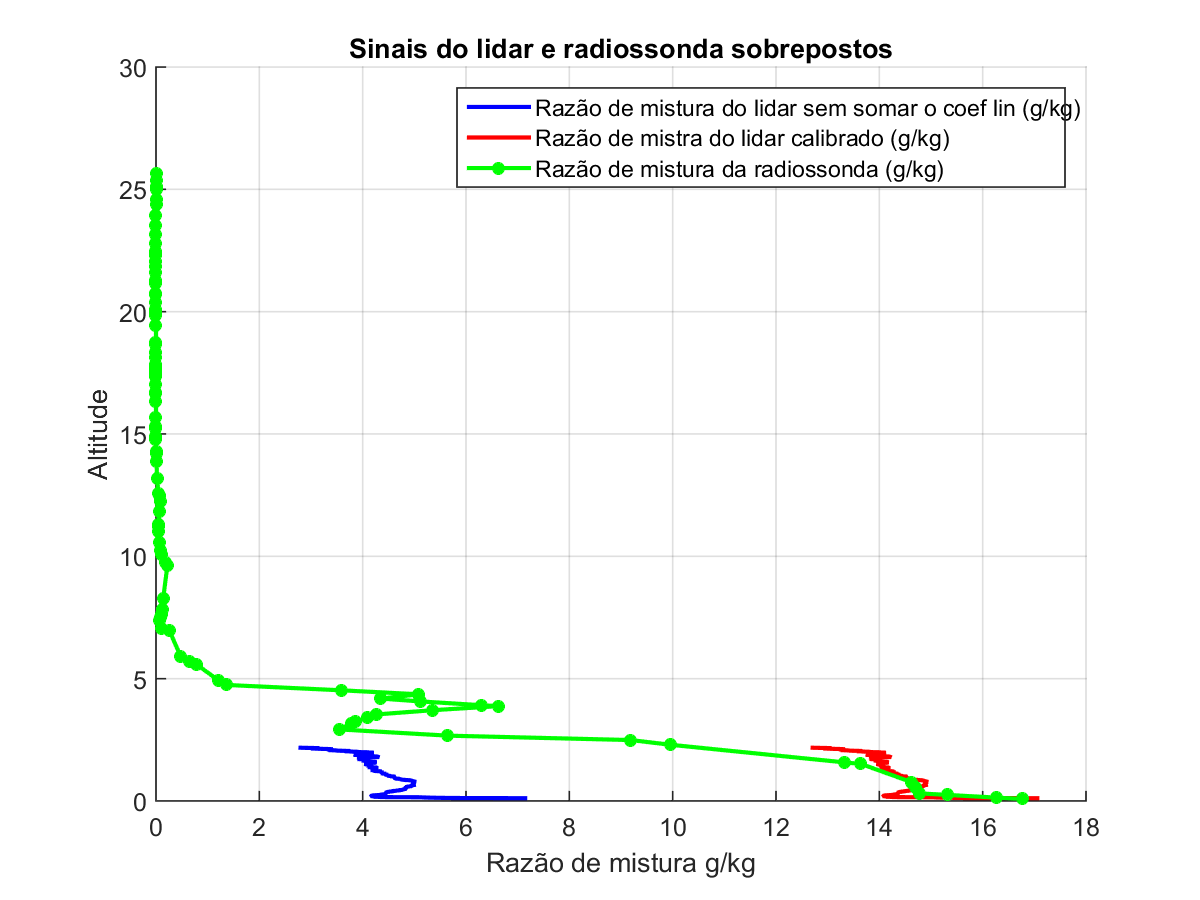 Sinais do lidar e radiossonda sobrepostos
30
25
20
15
10
5
0
Altitude
Razão de mistura do lidar sem somar o coef lin (g/kg)
Razão de mistra do lidar calibrado (g/kg)
Razão de mistura da radiossonda (g/kg)
0 2 4 6 8 10 12 14 16 18
Razão de mistura g/kg